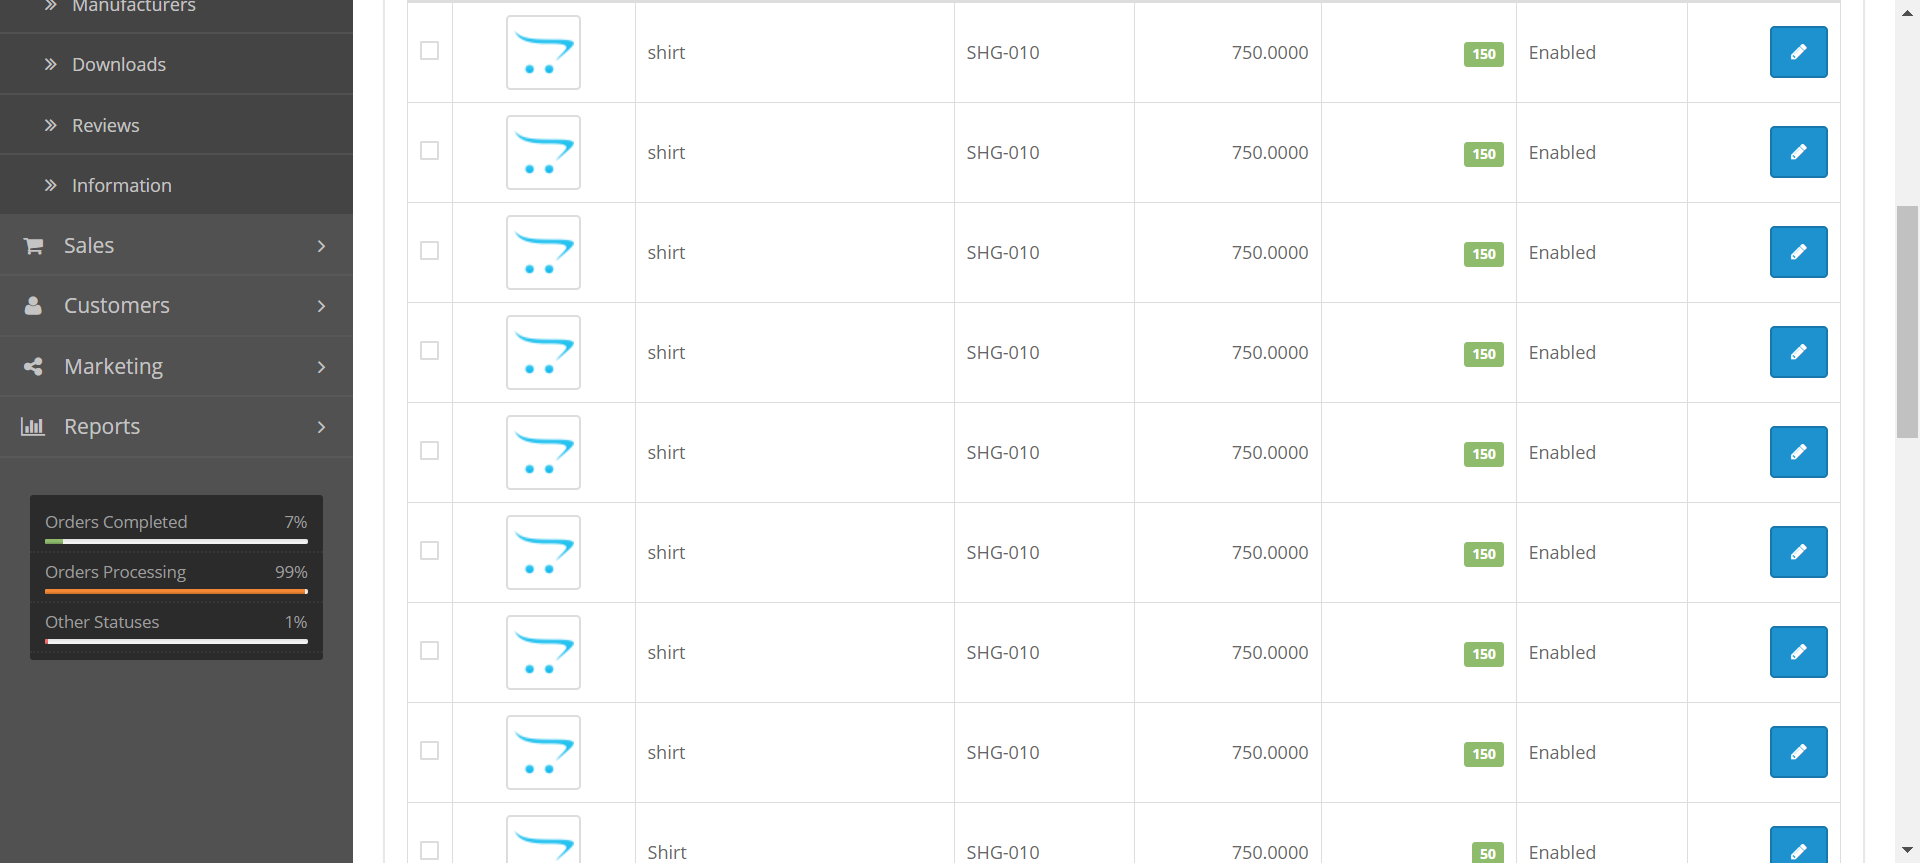 Manufacturers
Downloads
Reviews
Information
Sales
Customers
Marketing
Reports
Orders Completed 7%
Orders Processing 99%
Other Statuses 1%
shirt SHG-010 750.0000 150 Enabled
shirt SHG-010 750.0000 150 Enabled
shirt SHG-010 750.0000 150 Enabled
shirt SHG-010 750.0000 150 Enabled
shirt SHG-010 750.0000 150 Enabled
shirt SHG-010 750.0000 150 Enabled
shirt SHG-010 750.0000 150 Enabled
shirt SHG-010 750.0000 150 Enabled
Shirt SHG-010 750.0000 50 Enabled